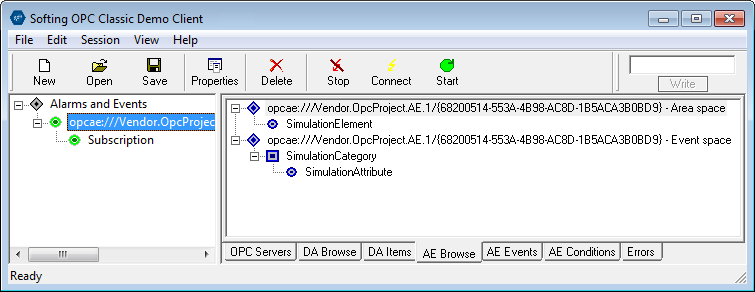 Softing OPC Classic Demo Client
File Edit Session View Help
New Open Save Properties Delete Stop Connect Start Write
Alarms and Events
opcae:///Vendor.OpcProjec
Subscription
opcae:///Vendor.OpcProject.AE.1/{68200514-553A-4B98-AC8D-1B5ACA3B0BD9} - Area space
SimulationElement
opcae:///Vendor.OpcProject.AE.1/{68200514-553A-4B98-AC8D-1B5ACA3B0BD9} - Event space
SimulationCategory
SimulationAttribute
OPC Servers DA Browse DA Items AE Browse AE Events AE Conditions Errors
Ready